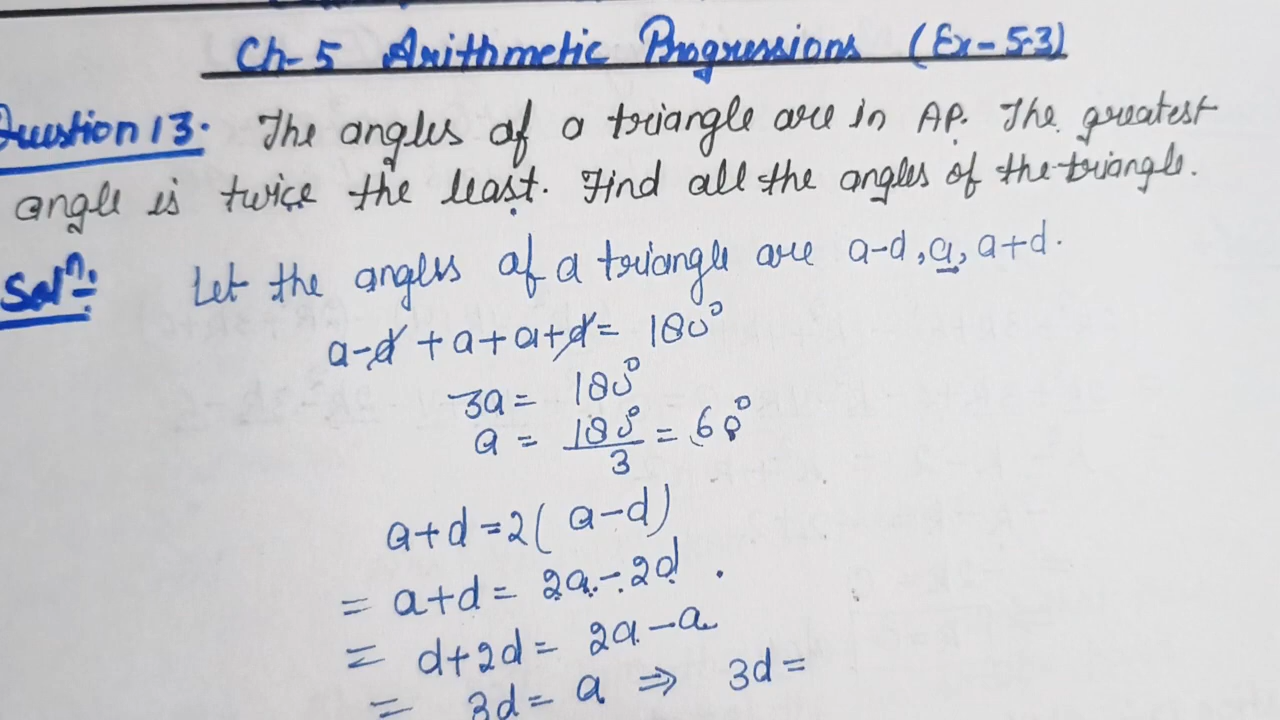 Ch-5 Arithmetic Progressions (Ex-5.3)
Question 13. The angles of a triangle are in AP. The greatest
angle is twice the least. Find all the angles of the triangle.
Solⁿ:- Let the angles of a triangle are a-d, a, a+d.
a-d + a + a+d = 180°
3a = 180°
a = 180°/3 = 60°
a+d = 2(a-d)
= a+d = 2a-2d.
= d+2d = 2a-a
= 3d = a ⇒ 3d =